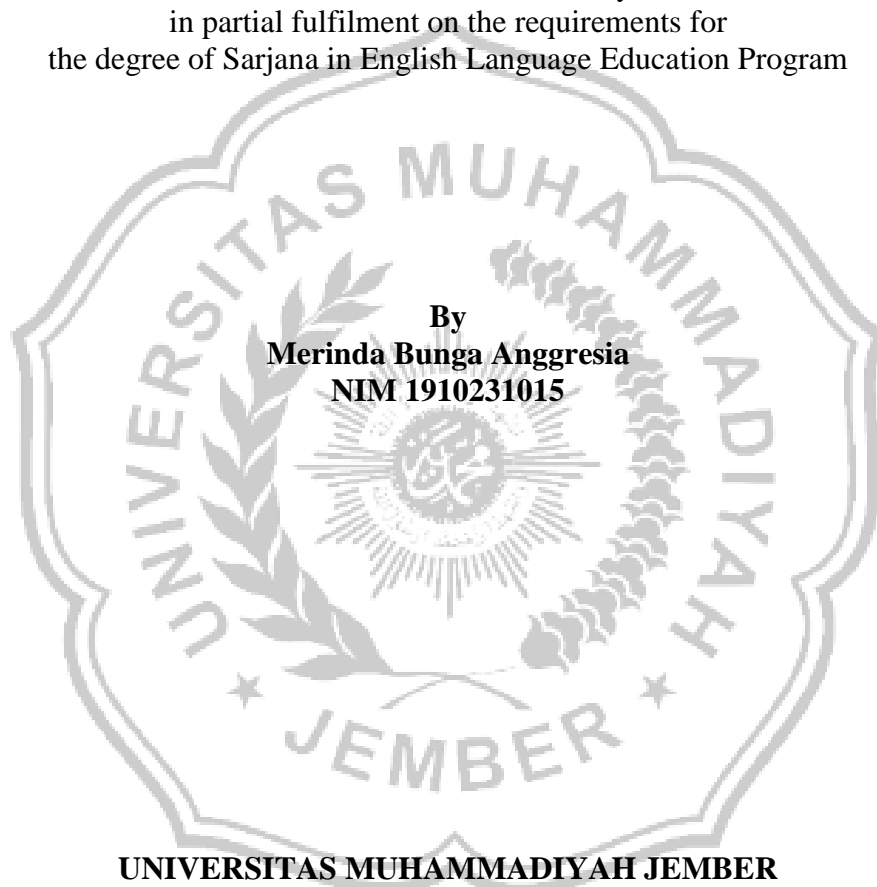 in partial fulfilment on the requirements for
the degree of Sarjana in English Language Education Program
UNIVERSITAS MUHAMMADIYAH
JEMBER
By
Merinda Bunga Anggresia
NIM 1910231015
UNIVERSITAS MUHAMMADIYAH JEMBER